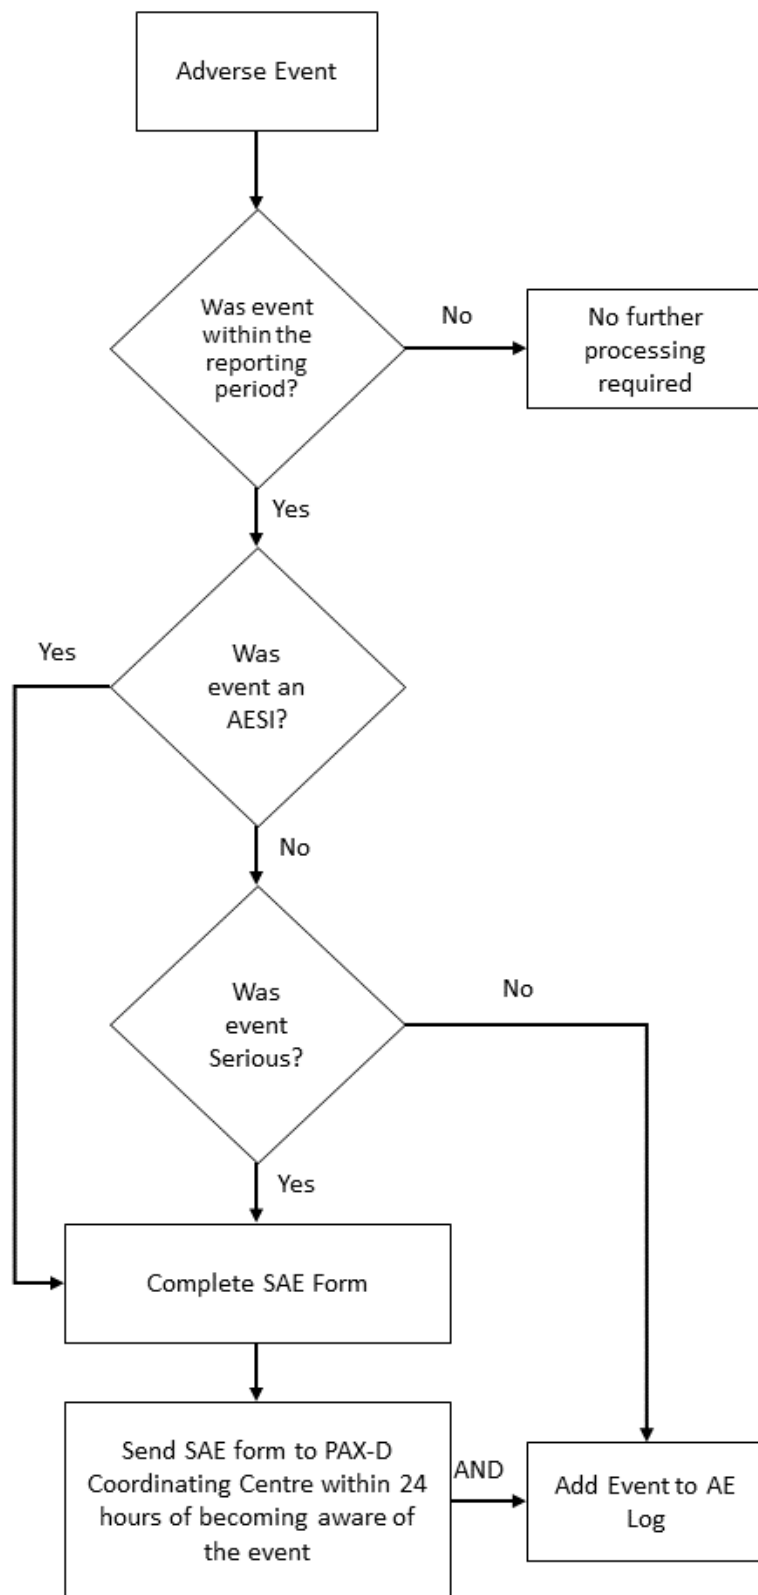 Adverse Event
Was event
within the
reporting
period?
No
No further
processing
required
Yes
Yes
Was
event an
AESI?
No
Was
event
Serious?
No
Yes
Complete SAE Form
Send SAE form to PAX-D
Coordinating Centre within 24
hours of becoming aware of
the event
AND
Add Event to AE
Log